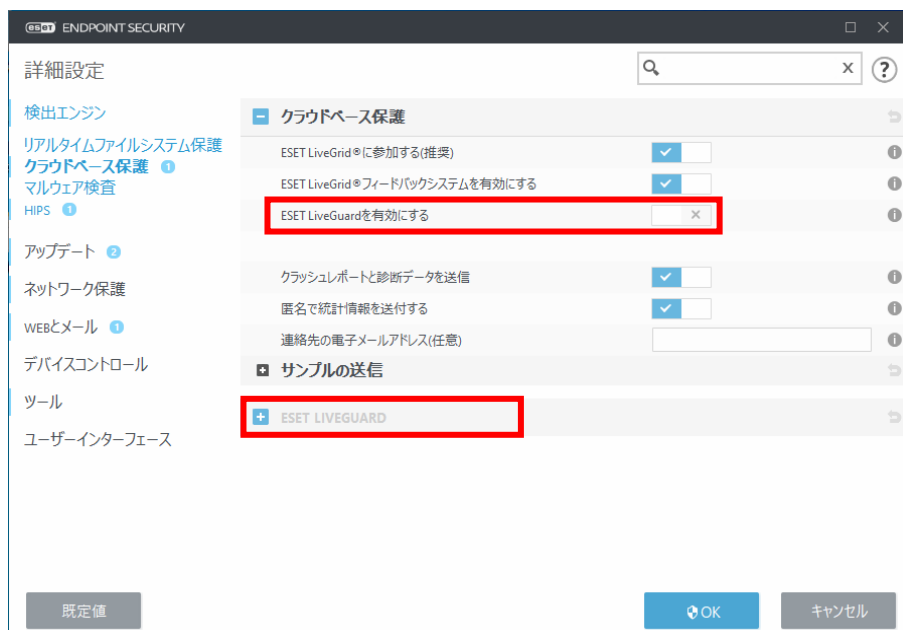 eset ENDPOINT SECURITY
詳細設定
検出エンジン
リアルタイムファイルシステム保護
クラウドベース保護 1
マルウェア検査
HIPS 1
アップデート 2
ネットワーク保護
WEBとメール 1
デバイスコントロール
ツール
ユーザーインターフェース
クラウドベース保護
ESET LiveGrid®に参加する(推奨)
ESET LiveGrid®フィードバックシステムを有効にする
ESET LiveGuardを有効にする
クラッシュレポートと診断データを送信
匿名で統計情報を送付する
連絡先の電子メールアドレス(任意)
サンプルの送信
ESET LIVEGUARD
既定値
OK
キャンセル